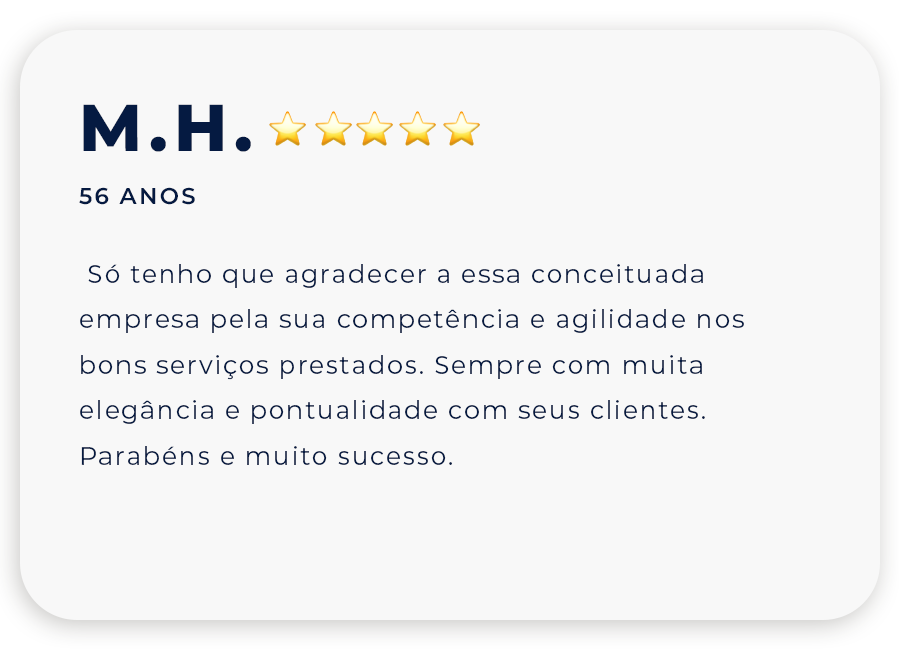 M.H. ⭐⭐⭐⭐⭐
56 ANOS
Só tenho que agradecer a essa conceituada
empresa pela sua competência e agilidade nos
bons serviços prestados. Sempre com muita
elegância e pontualidade com seus clientes.
Parabéns e muito sucesso.